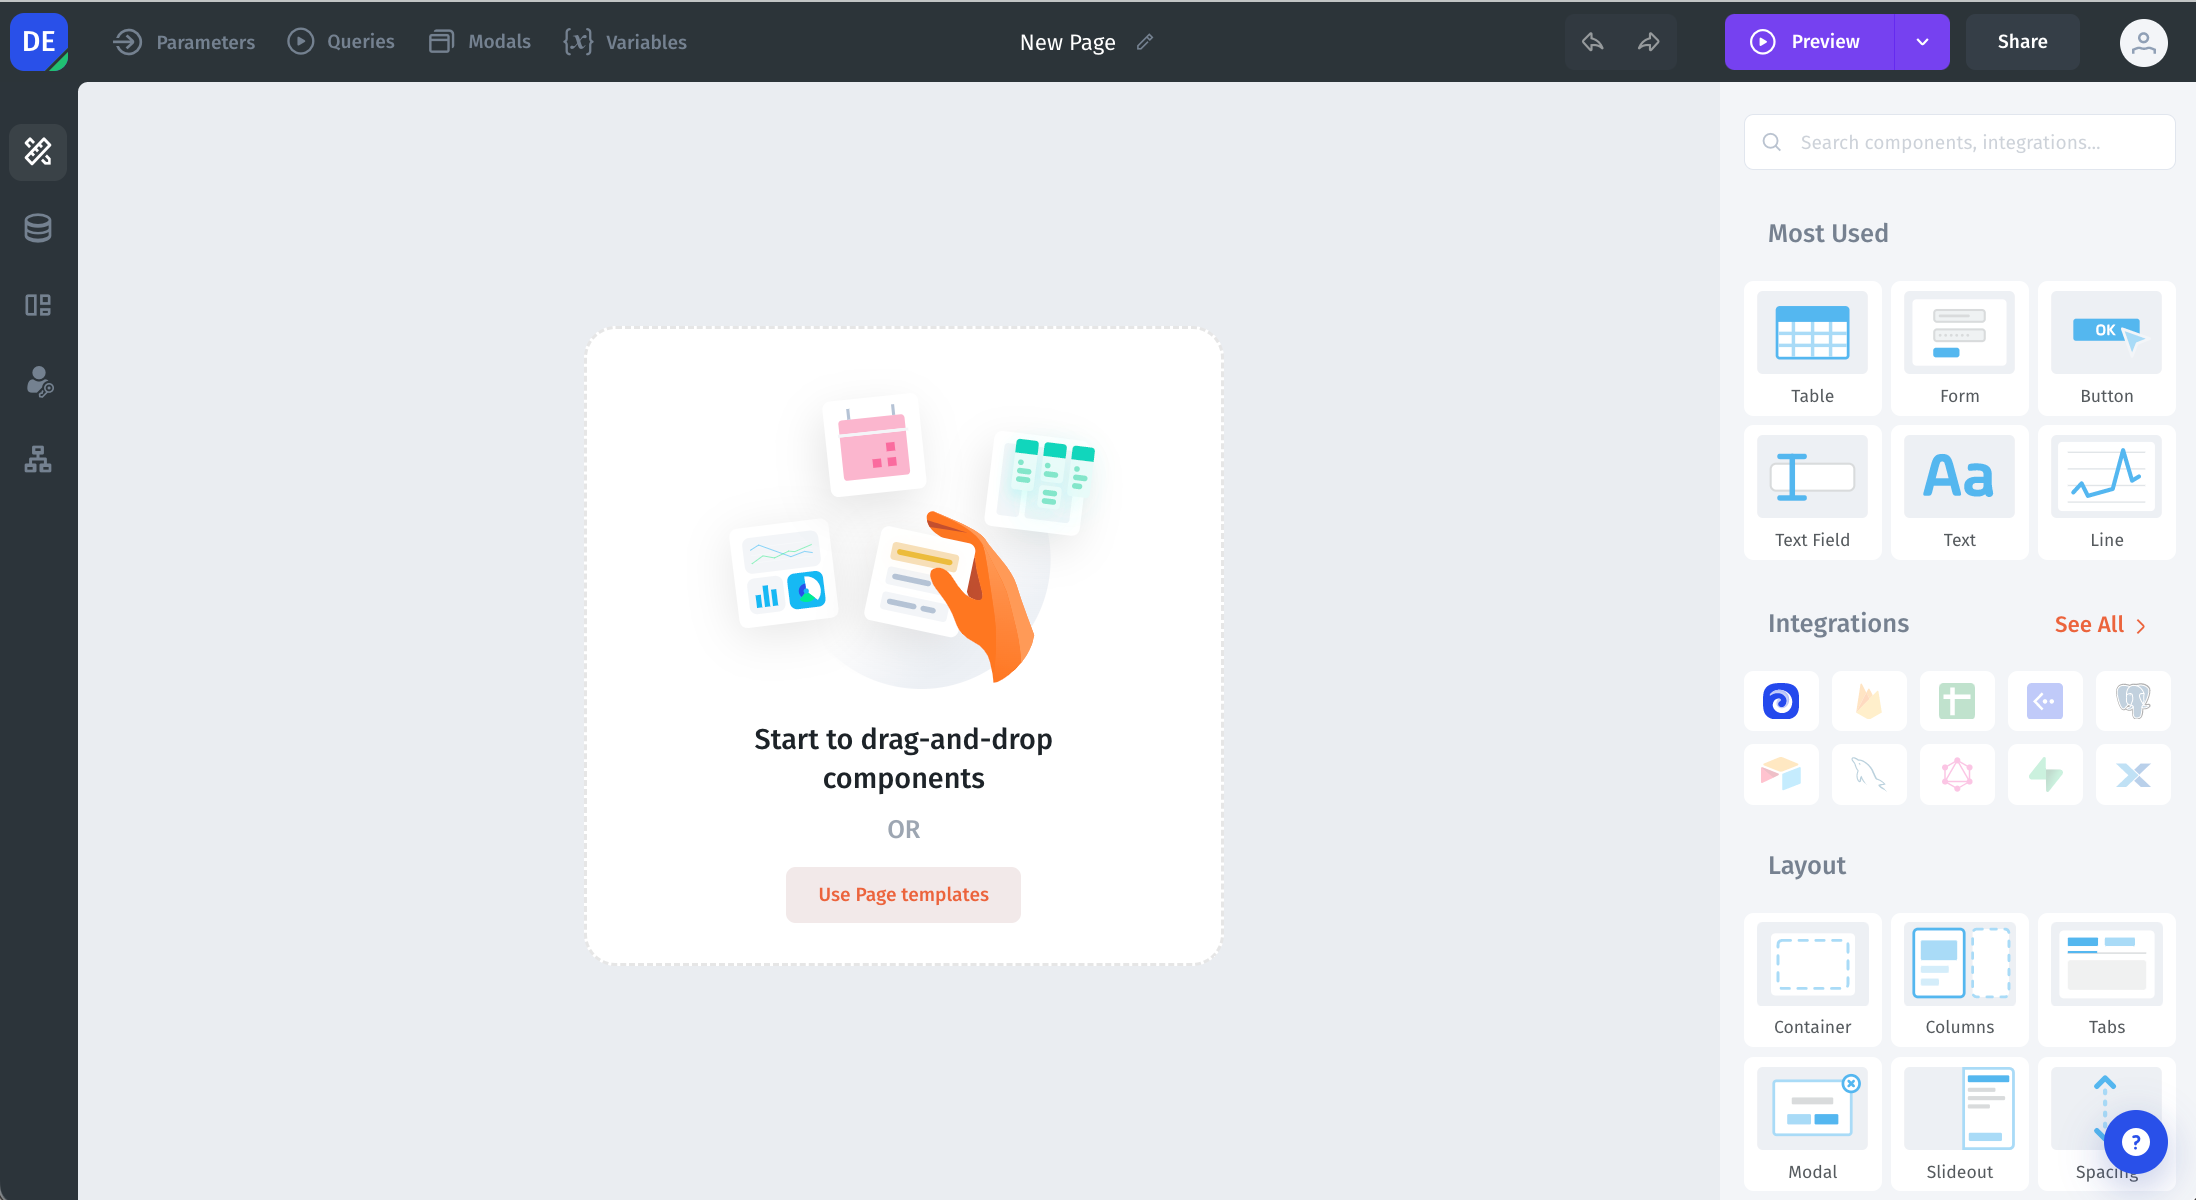 DE
Parameters
Queries
Modals
{x} Variables
New Page
Preview
Share
Search components, integrations...
Most Used
OK
Table
Form
Button
Aa
Text Field
Text
Line
Integrations
See All
Start to drag-and-drop
components
OR
Use Page templates
Layout
Container
Columns
Tabs
Modal
Slideout
Spacing
?